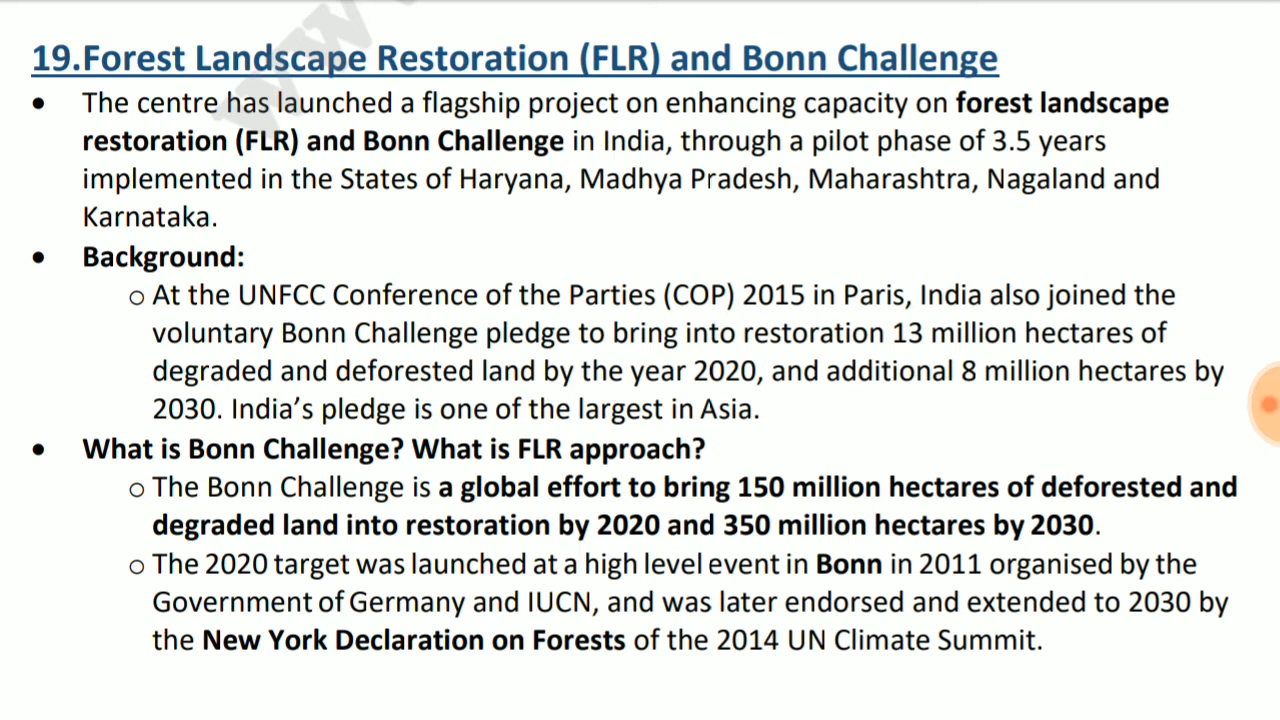 19.Forest Landscape Restoration (FLR) and Bonn Challenge
• The centre has launched a flagship project on enhancing capacity on forest landscape
restoration (FLR) and Bonn Challenge in India, through a pilot phase of 3.5 years
implemented in the States of Haryana, Madhya Pradesh, Maharashtra, Nagaland and
Karnataka.
• Background:
o At the UNFCC Conference of the Parties (COP) 2015 in Paris, India also joined the
voluntary Bonn Challenge pledge to bring into restoration 13 million hectares of
degraded and deforested land by the year 2020, and additional 8 million hectares by
2030. India’s pledge is one of the largest in Asia.
• What is Bonn Challenge? What is FLR approach?
o The Bonn Challenge is a global effort to bring 150 million hectares of deforested and
degraded land into restoration by 2020 and 350 million hectares by 2030.
o The 2020 target was launched at a high level event in Bonn in 2011 organised by the
Government of Germany and IUCN, and was later endorsed and extended to 2030 by
the New York Declaration on Forests of the 2014 UN Climate Summit.